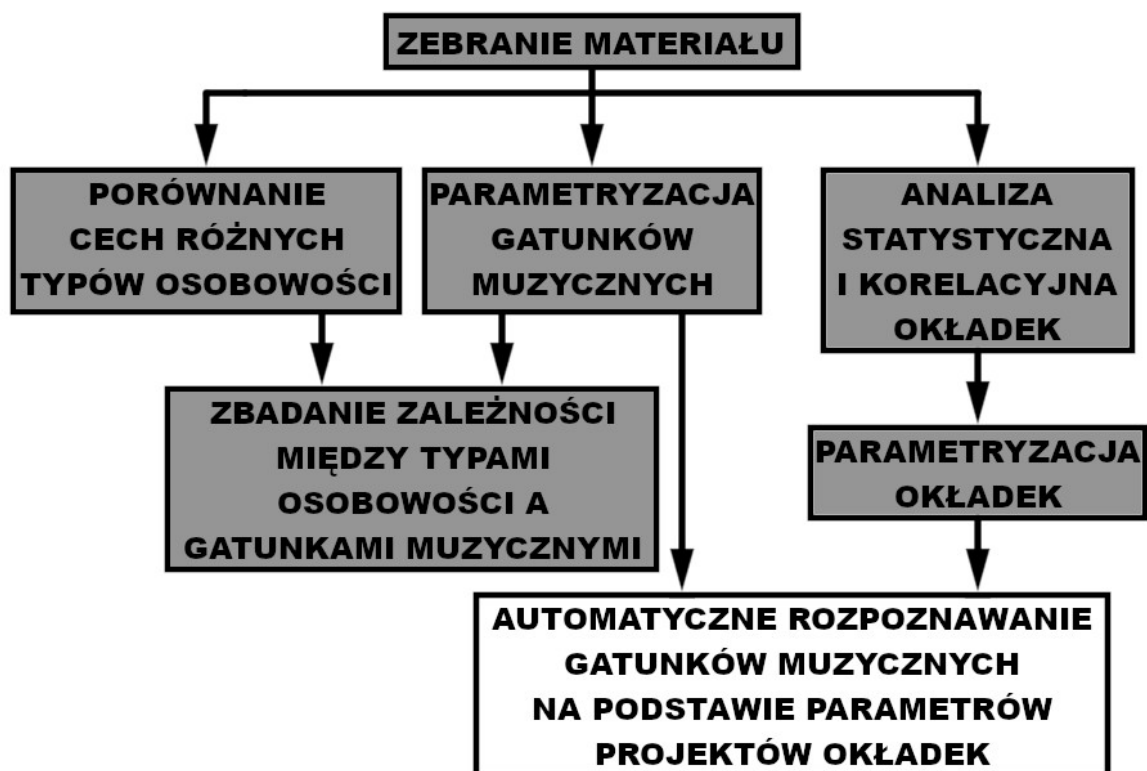 ZEBRANIE MATERIAŁU
PORÓWNANIE
CECH RÓŻNYCH
TYPÓW OSOBOWOŚCI
PARAMETRYZACJA
GATUNKÓW
MUZYCZNYCH
ANALIZA
STATYSTYCZNA
I KORELACYJNA
OKŁADEK
ZBADANIE ZALEŻNOŚCI
MIĘDZY TYPAMI
OSOBOWOŚCI A
GATUNKAMI MUZYCZNYMI
PARAMETRYZACJA
OKŁADEK
AUTOMATYCZNE ROZPOZNAWANIE
GATUNKÓW MUZYCZNYCH
NA PODSTAWIE PARAMETRÓW
PROJEKTÓW OKŁADEK